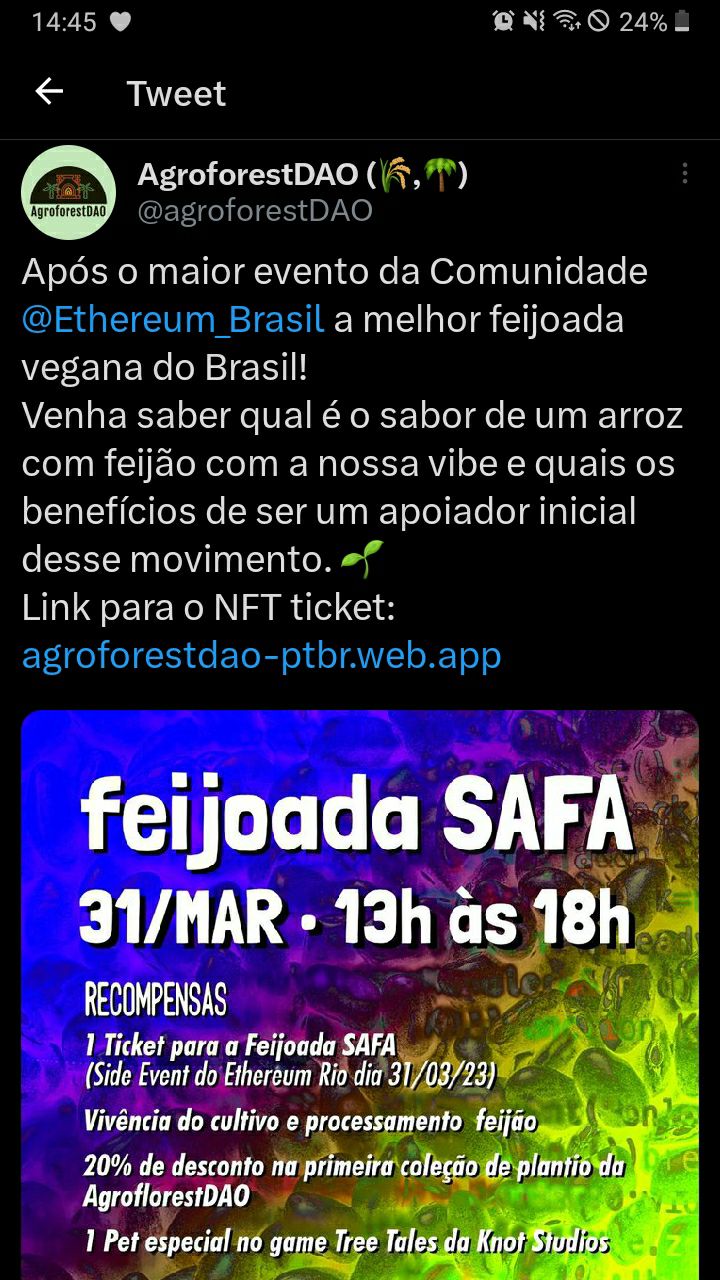 14:45 24%
Tweet
AgroforestDAO
AgroforestDAO (🌾,🌴)
@agroforestDAO
Após o maior evento da Comunidade
@Ethereum_Brasil a melhor feijoada
vegana do Brasil!
Venha saber qual é o sabor de um arroz
com feijão com a nossa vibe e quais os
benefícios de ser um apoiador inicial
desse movimento. 🌱
Link para o NFT ticket:
agroforestdao-ptbr.web.app
feijoada SAFA
31/MAR • 13h às 18h
RECOMPENSAS
1 Ticket para a Feijoada SAFA
(Side Event do Ethereum Rio dia 31/03/23)
Vivência do cultivo e processamento feijão
20% de desconto na primeira coleção de plantio da
AgroflorestDAO
1 Pet especial no game Tree Tales da Knot Studios